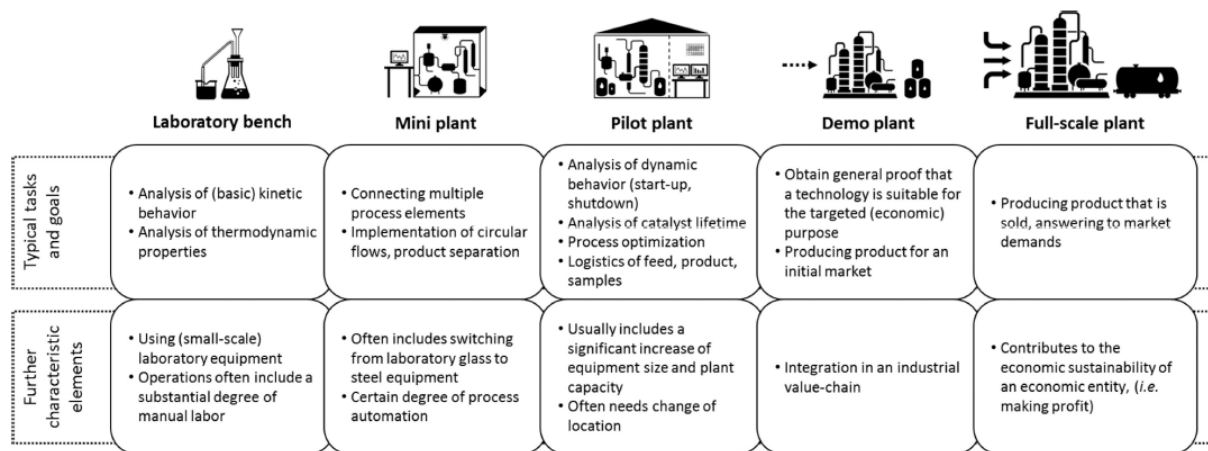 Laboratory bench
Mini plant
Pilot plant
Demo plant
Full-scale plant
Typical tasks
and goals
• Analysis of (basic) kinetic
behavior
• Analysis of thermodynamic
properties
• Connecting multiple
process elements
• Implementation of circular
flows, product separation
• Analysis of dynamic
behavior (start-up,
shutdown)
• Analysis of catalyst lifetime
• Process optimization
• Logistics of feed, product,
samples
• Obtain general proof that
a technology is suitable for
the targeted (economic)
purpose
• Producing product for an
initial market
• Producing product that is
sold, answering to market
demands
Further
characteristic
elements
• Using (small-scale)
laboratory equipment
• Operations often include a
substantial degree of
manual labor
• Often includes switching
from laboratory glass to
steel equipment
• Certain degree of process
automation
• Usually includes a
significant increase of
equipment size and plant
capacity
• Often needs change of
location
• Integration in an industrial
value-chain
• Contributes to the
economic sustainability of
an economic entity, (i.e.
making profit)